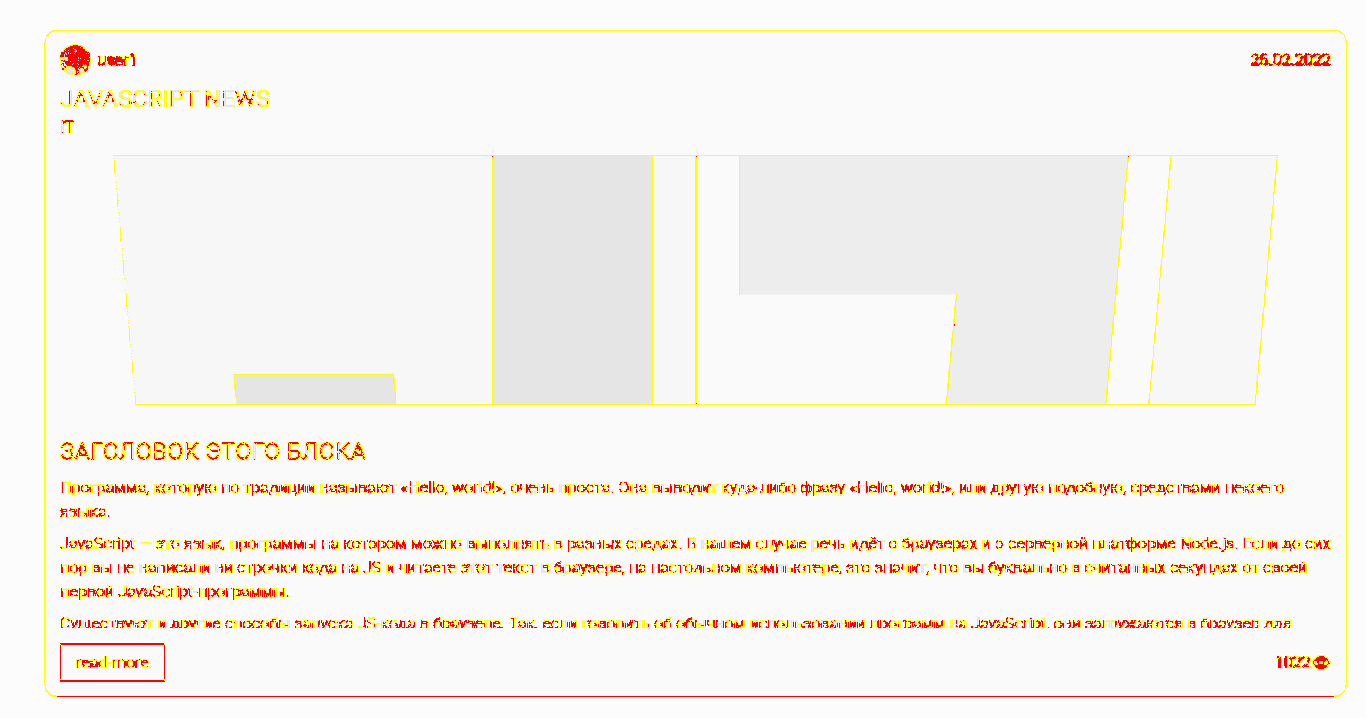 user1
26.02.2022
JAVASCRIPT NEWS
IT
ЗАГОЛОВОК ЭТОГО БЛОКА
Программа, которую по традиции называют «Hello, world!», очень проста. Она выводит куда-либо фразу «Hello, world!», или другую подобную, средствами некоего
языка.
JavaScript — это язык, программы на котором можно выполнять в разных средах. В нашем случае речь идёт о браузерах и о серверной платформе Node.js. Если до сих
пор вы не написали ни строчки кода на JS и читаете этот текст в браузере, на настольном компьютере, это значит, что вы буквально в считанных секундах от своей
первой JavaScript-программы.
Существуют и другие способы запуска JS-кода в браузере. Так, если говорить об обычном использовании программ на JavaScript, они загружаются в браузер для
read-more
1022